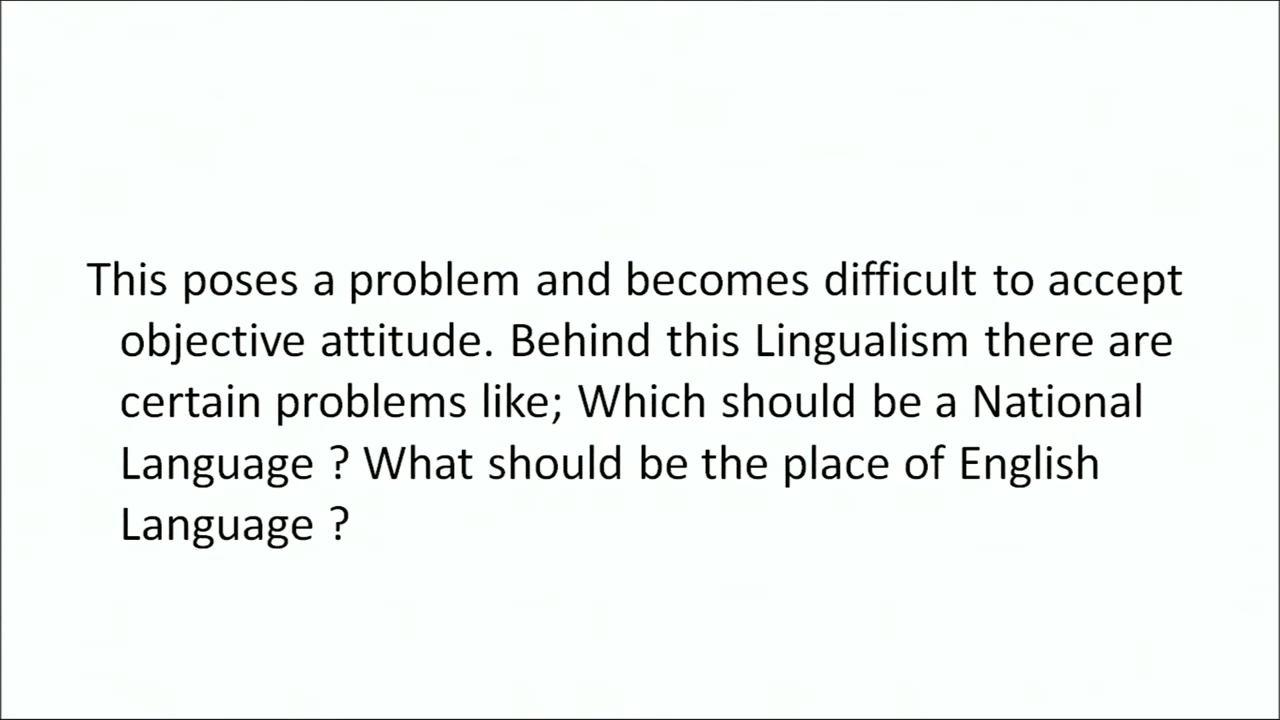 This poses a problem and becomes difficult to accept
objective attitude. Behind this Lingualism there are
certain problems like; Which should be a National
Language ? What should be the place of English
Language ?